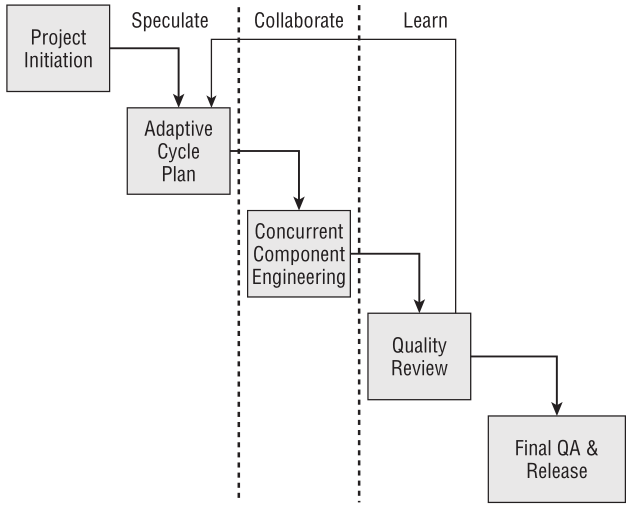 Speculate
Collaborate
Learn
Project
Initiation
Adaptive
Cycle
Plan
Concurrent
Component
Engineering
Quality
Review
Final QA &
Release